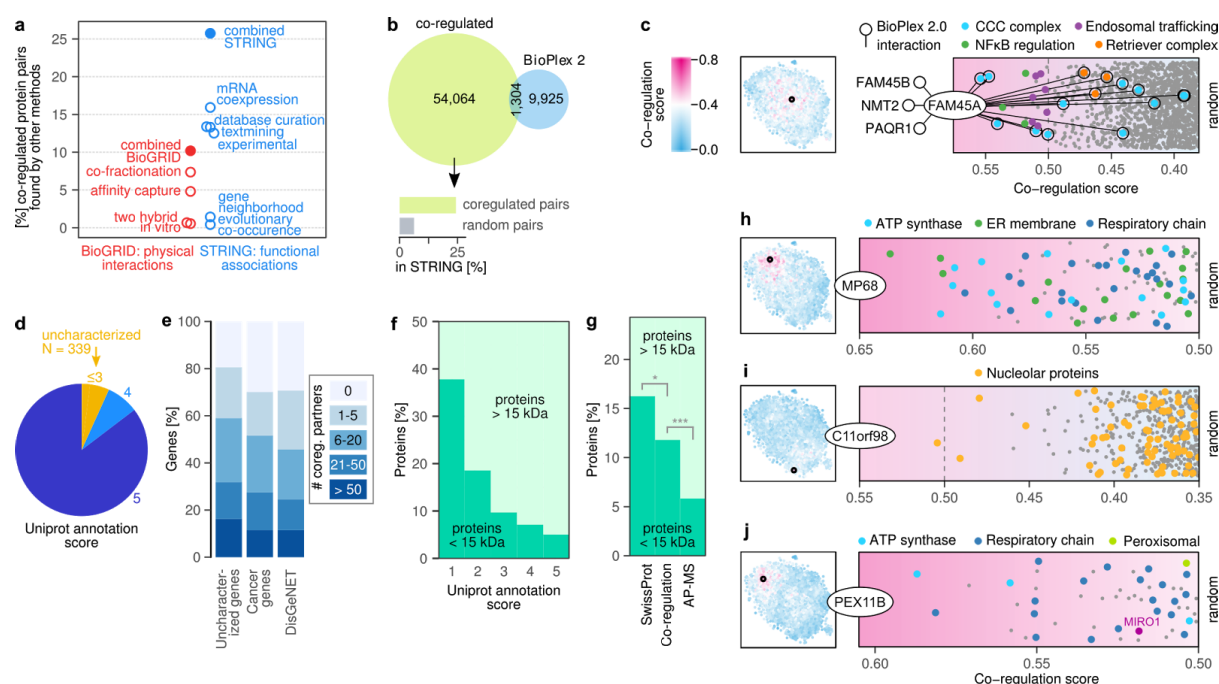 a
[%] co-regulated protein pairs
found by other methods
25
20
15
10
5
0
combined
STRING
mRNA
coexpression
database curation
textmining
experimental
combined
BioGRID
co-fractionation
affinity capture
two hybrid
in vitro
gene
neighborhood
evolutionary
co-occurence
BioGRID: physical
interactions
STRING: functional
associations
b
co-regulated
BioPlex 2
54,064
1,304
9,925
coregulated pairs
random pairs
0
25
in STRING [%]
c
Co-regulation
score
0.8
0.4
0.0
BioPlex 2.0
interaction
CCC complex
Endosomal trafficking
NFκB regulation
Retriever complex
FAM45B
NMT2
PAQR1
FAM45A
random
0.55
0.50
0.45
0.40
Co-regulation score
d
uncharacterized
N = 339
≤3
4
5
Uniprot annotation
score
e
Genes [%]
100
80
60
40
20
0
Uncharacter-
ized genes
Cancer
genes
DisGeNET
# coreg. partners
0
1-5
6-20
21-50
> 50
f
Proteins [%]
50
40
30
20
10
0
proteins
> 15 kDa
proteins
< 15 kDa
1 2 3 4 5
Uniprot annotation
score
g
Proteins [%]
20
15
10
5
0
proteins
> 15 kDa
*
***
proteins
< 15 kDa
SwissProt
Co-regulation
AP-MS
h
ATP synthase
ER membrane
Respiratory chain
MP68
random
0.65
0.60
0.55
0.50
i
Nucleolar proteins
C11orf98
random
0.55
0.50
0.45
0.40
0.35
j
ATP synthase
Respiratory chain
Peroxisomal
PEX11B
MIRO1
random
0.60
0.55
0.50
Co-regulation score